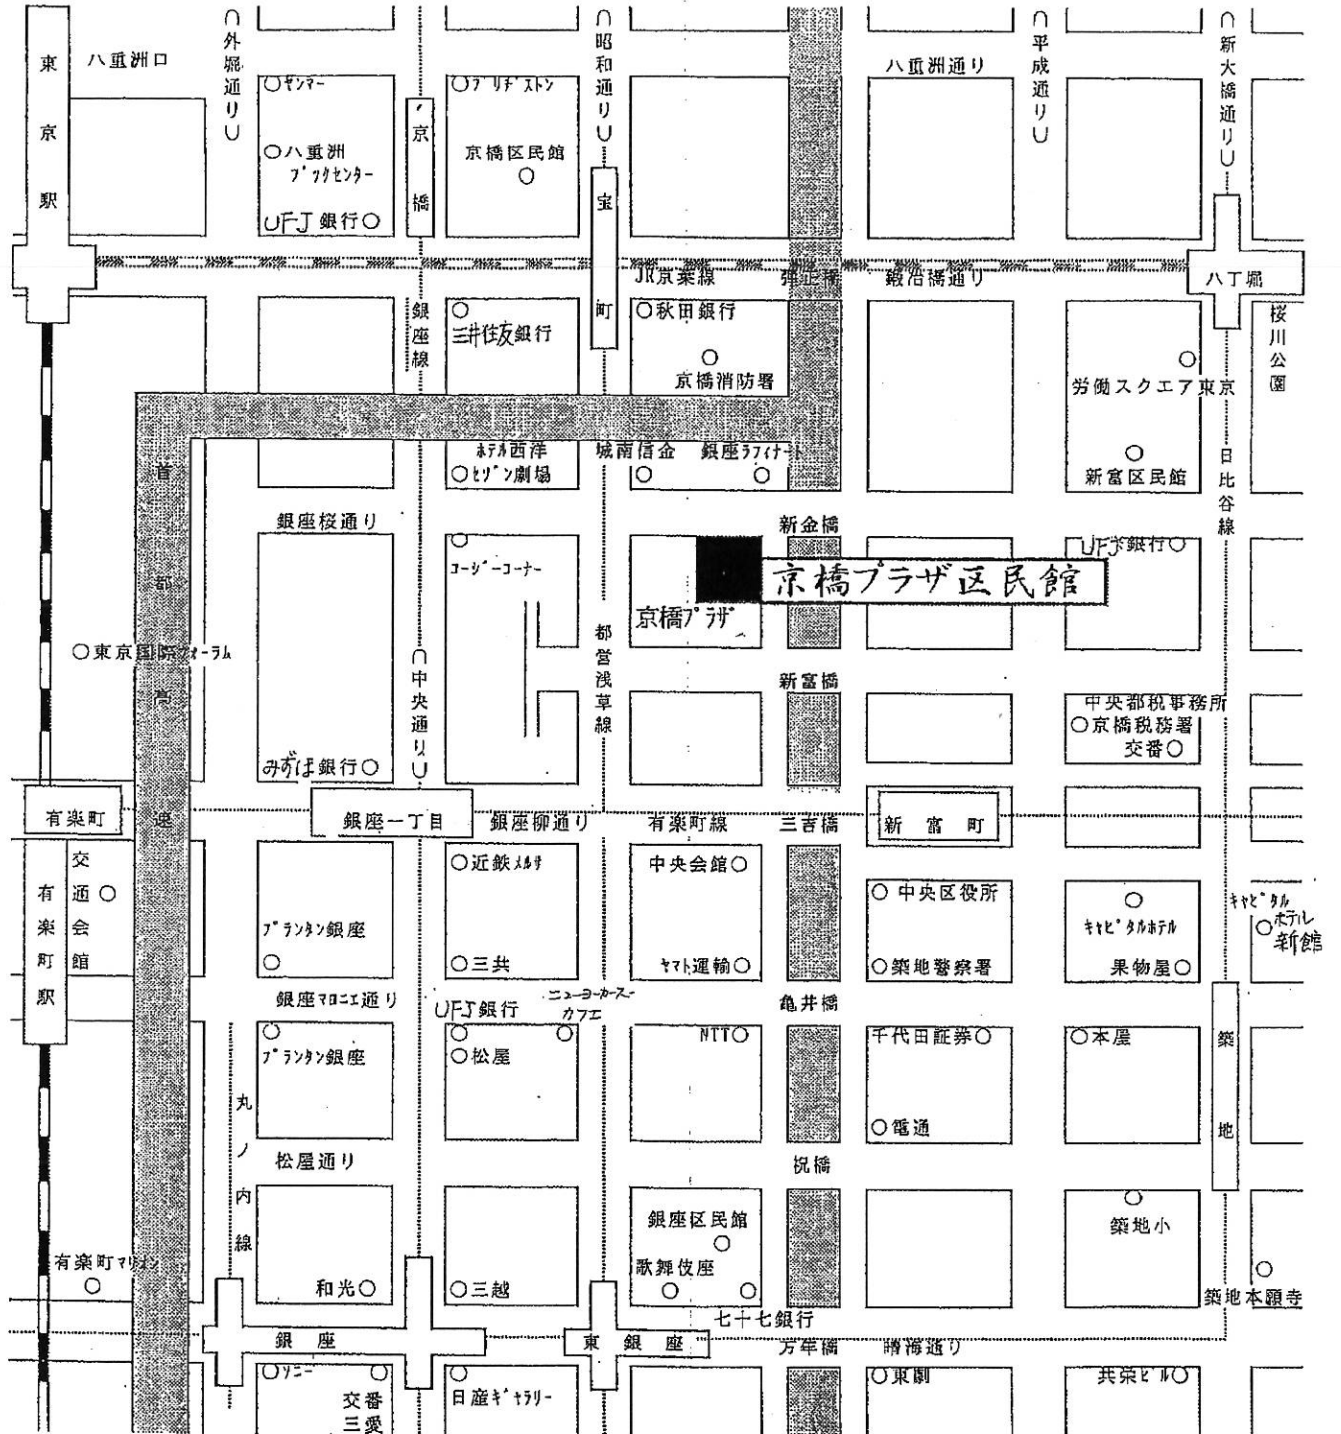 東京駅
八重洲口
外堀通り
昭和通り
八重洲通り
平成通り
新大橋通り
ヤンマー
ブリヂストン
京橋
八重洲
ブックセンター
京橋区民館
宝町
UFJ銀行
JR京葉線
弾正橋
鍛冶橋通り
八丁堀
銀座線
三井住友銀行
秋田銀行
京橋消防署
桜川公園
労働スクエア東京
首都高速
ホテル西洋
セゾン劇場
城南信金
銀座ラフィナート
新富区民館
日比谷線
銀座桜通り
コージーコーナー
新金橋
UFJ銀行
京橋プラザ区民館
京橋プラザ
東京国際フォーラム
中央通り
都営浅草線
新富橋
中央都税事務所
京橋税務署
交番
みずほ銀行
有楽町
銀座一丁目
銀座柳通り
有楽町線
三吉橋
新富町
有楽町駅
交通会館
近鉄メルサ
中央会館
中央区役所
キャピタルホテル
キャピタル
ホテル
新館
プランタン銀座
三共
ヤマト運輸
築地警察署
果物屋
銀座マロニエ通り
UFJ銀行
ニューヨーカーズ
カフェ
亀井橋
プランタン銀座
松屋
NTT
千代田証券
本屋
築地
丸ノ内線
電通
松屋通り
祝橋
銀座区民館
歌舞伎座
築地小
有楽町マリオン
和光
三越
七十七銀行
築地本願寺
銀座
東銀座
万年橋
晴海通り
ソニー
交番
三愛
日産ギャラリー
東劇
共栄ビル